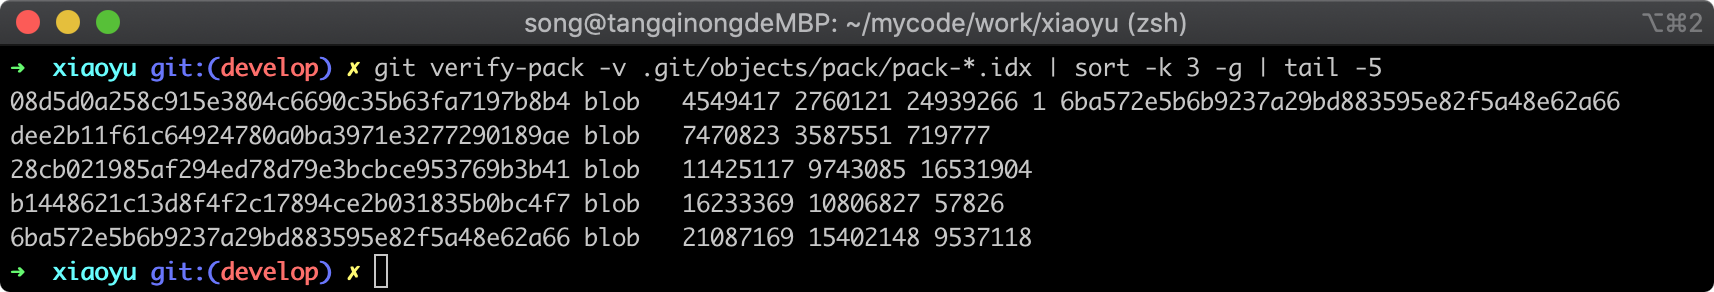 song@tangqinongdeMBP: ~/mycode/work/xiaoyu (zsh) ⌥⌘2
➜ xiaoyu git:(develop) ✗ git verify-pack -v .git/objects/pack/pack-*.idx | sort -k 3 -g | tail -5
08d5d0a258c915e3804c6690c35b63fa7197b8b4 blob 4549417 2760121 24939266 1 6ba572e5b6b9237a29bd883595e82f5a48e62a66
dee2b11f61c64924780a0ba3971e3277290189ae blob 7470823 3587551 719777
28cb021985af294ed78d79e3bcbce953769b3b41 blob 11425117 9743085 16531904
b1448621c13d8f4f2c17894ce2b031835b0bc4f7 blob 16233369 10806827 57826
6ba572e5b6b9237a29bd883595e82f5a48e62a66 blob 21087169 15402148 9537118
➜ xiaoyu git:(develop) ✗